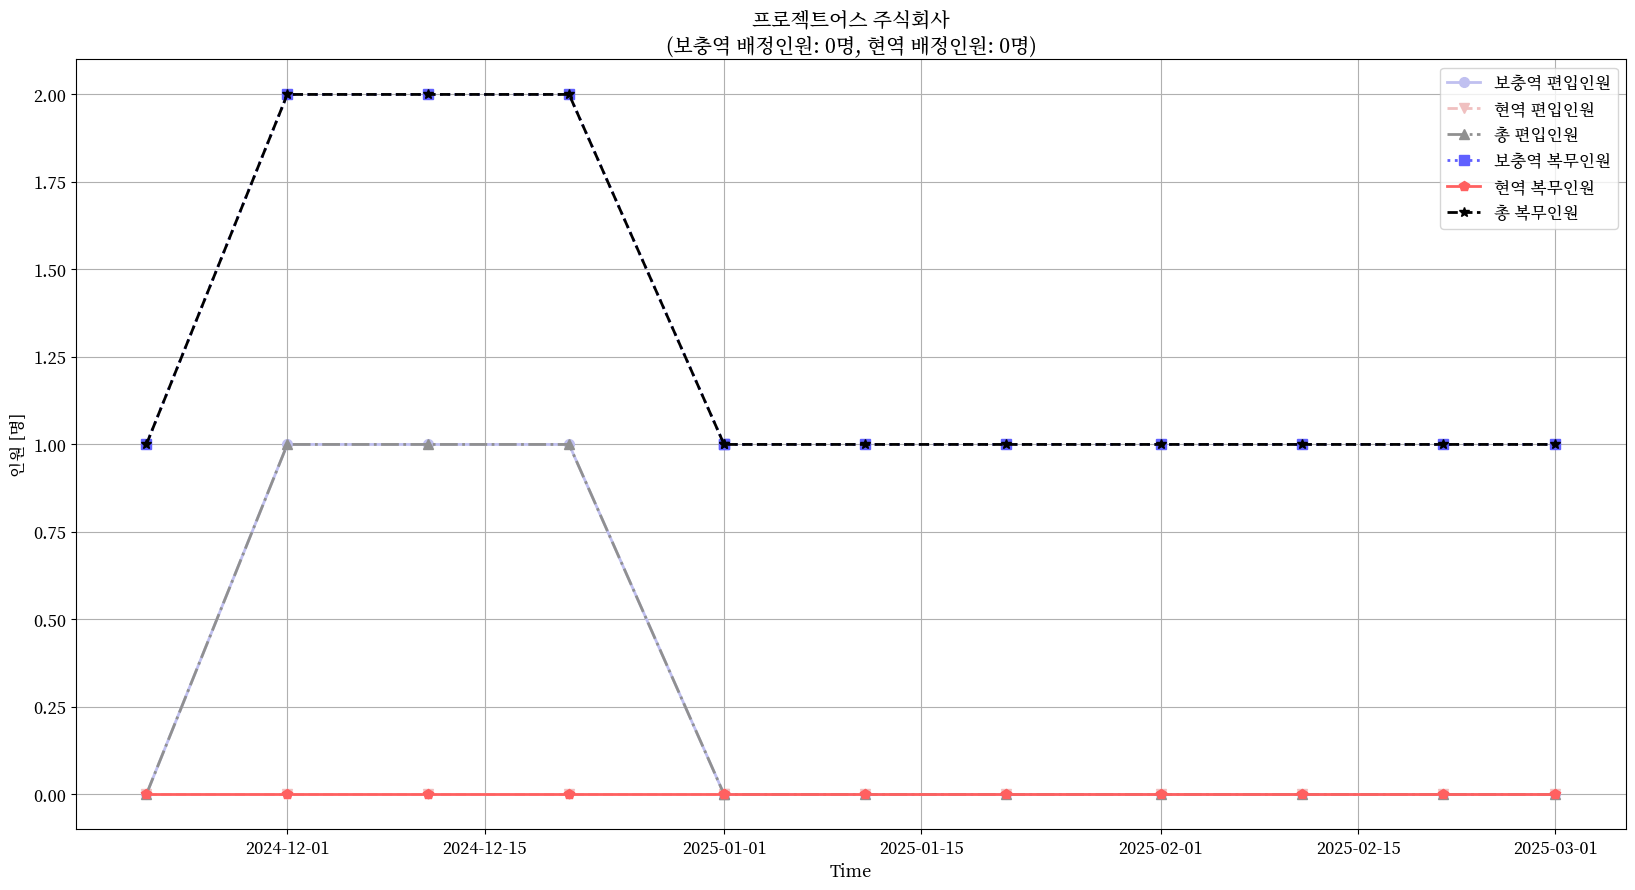 프로젝트어스 주식회사
(보충역 배정인원: 0명, 현역 배정인원: 0명)
보충역 편입인원
현역 편입인원
총 편입인원
보충역 복무인원
현역 복무인원
총 복무인원
인원 [명]
2.00
1.75
1.50
1.25
1.00
0.75
0.50
0.25
0.00
2024-12-01
2024-12-15
2025-01-01
2025-01-15
2025-02-01
2025-02-15
2025-03-01
Time